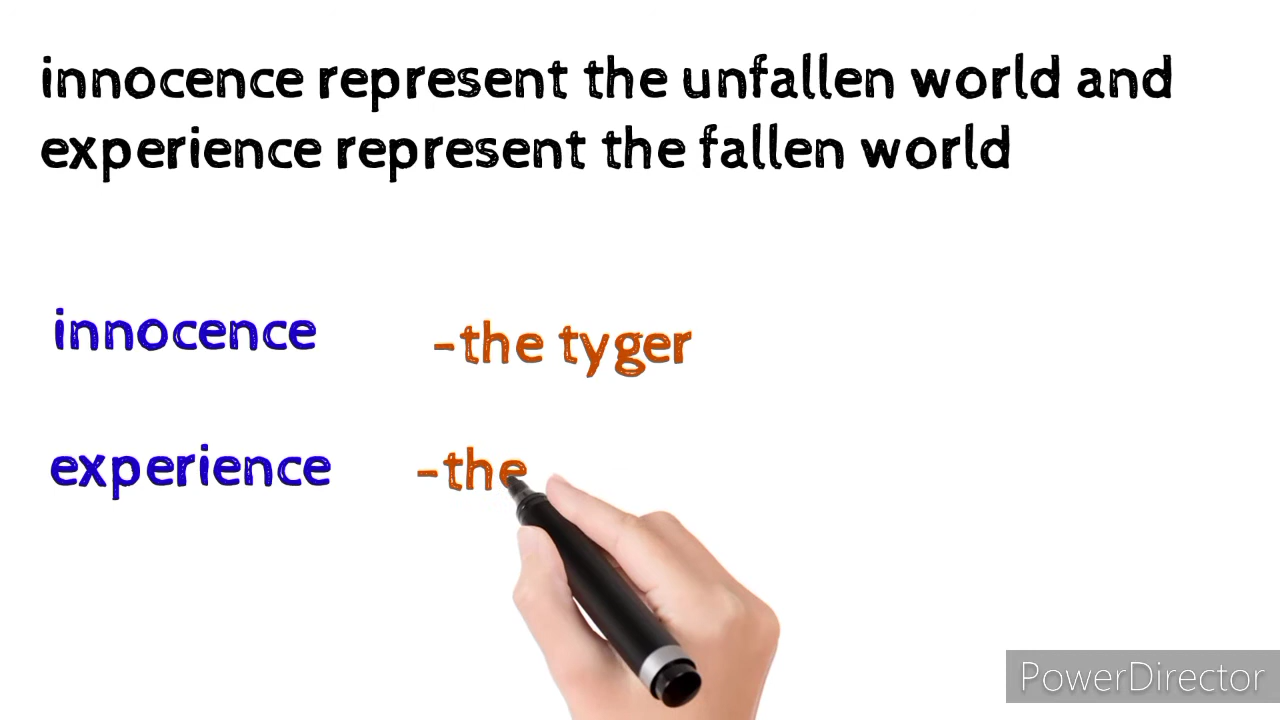 innocence represent the unfallen world and
experience represent the fallen world
innocence -the tyger
experience -the
PowerDirector